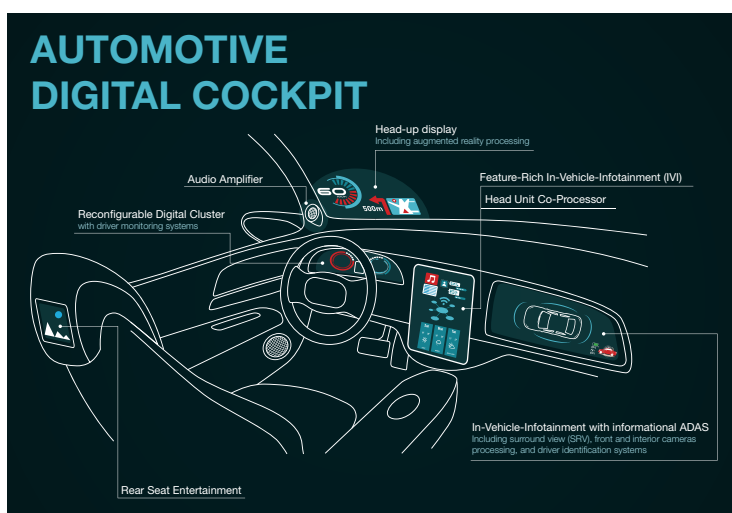 AUTOMOTIVE
DIGITAL COCKPIT
Head-up display
Including augmented reality processing
Audio Amplifier
Feature-Rich In-Vehicle-Infotainment (IVI)
Head Unit Co-Processor
60
500m
Reconfigurable Digital Cluster
with driver monitoring systems
In-Vehicle-Infotainment with informational ADAS
Including surround view (SRV), front and interior cameras
processing, and driver identification systems
Rear Seat Entertainment